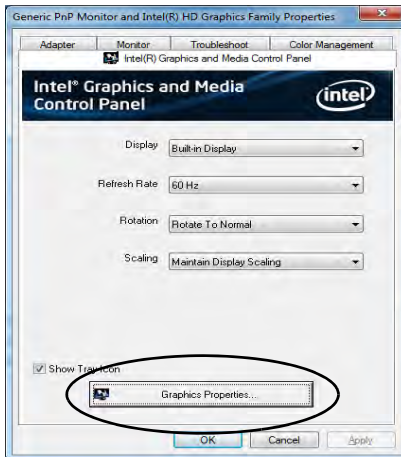 Generic PnP Monitor and Intel(R) HD Graphics Family Properties
Adapter Monitor Troubleshoot Color Management
Intel(R) Graphics and Media Control Panel
Intel® Graphics and Media
Control Panel
intel
Display Built-in Display
Refresh Rate 60 Hz
Rotation Rotate To Normal
Scaling Maintain Display Scaling
Show Tray Icon
Graphics Properties...
OK Cancel Apply